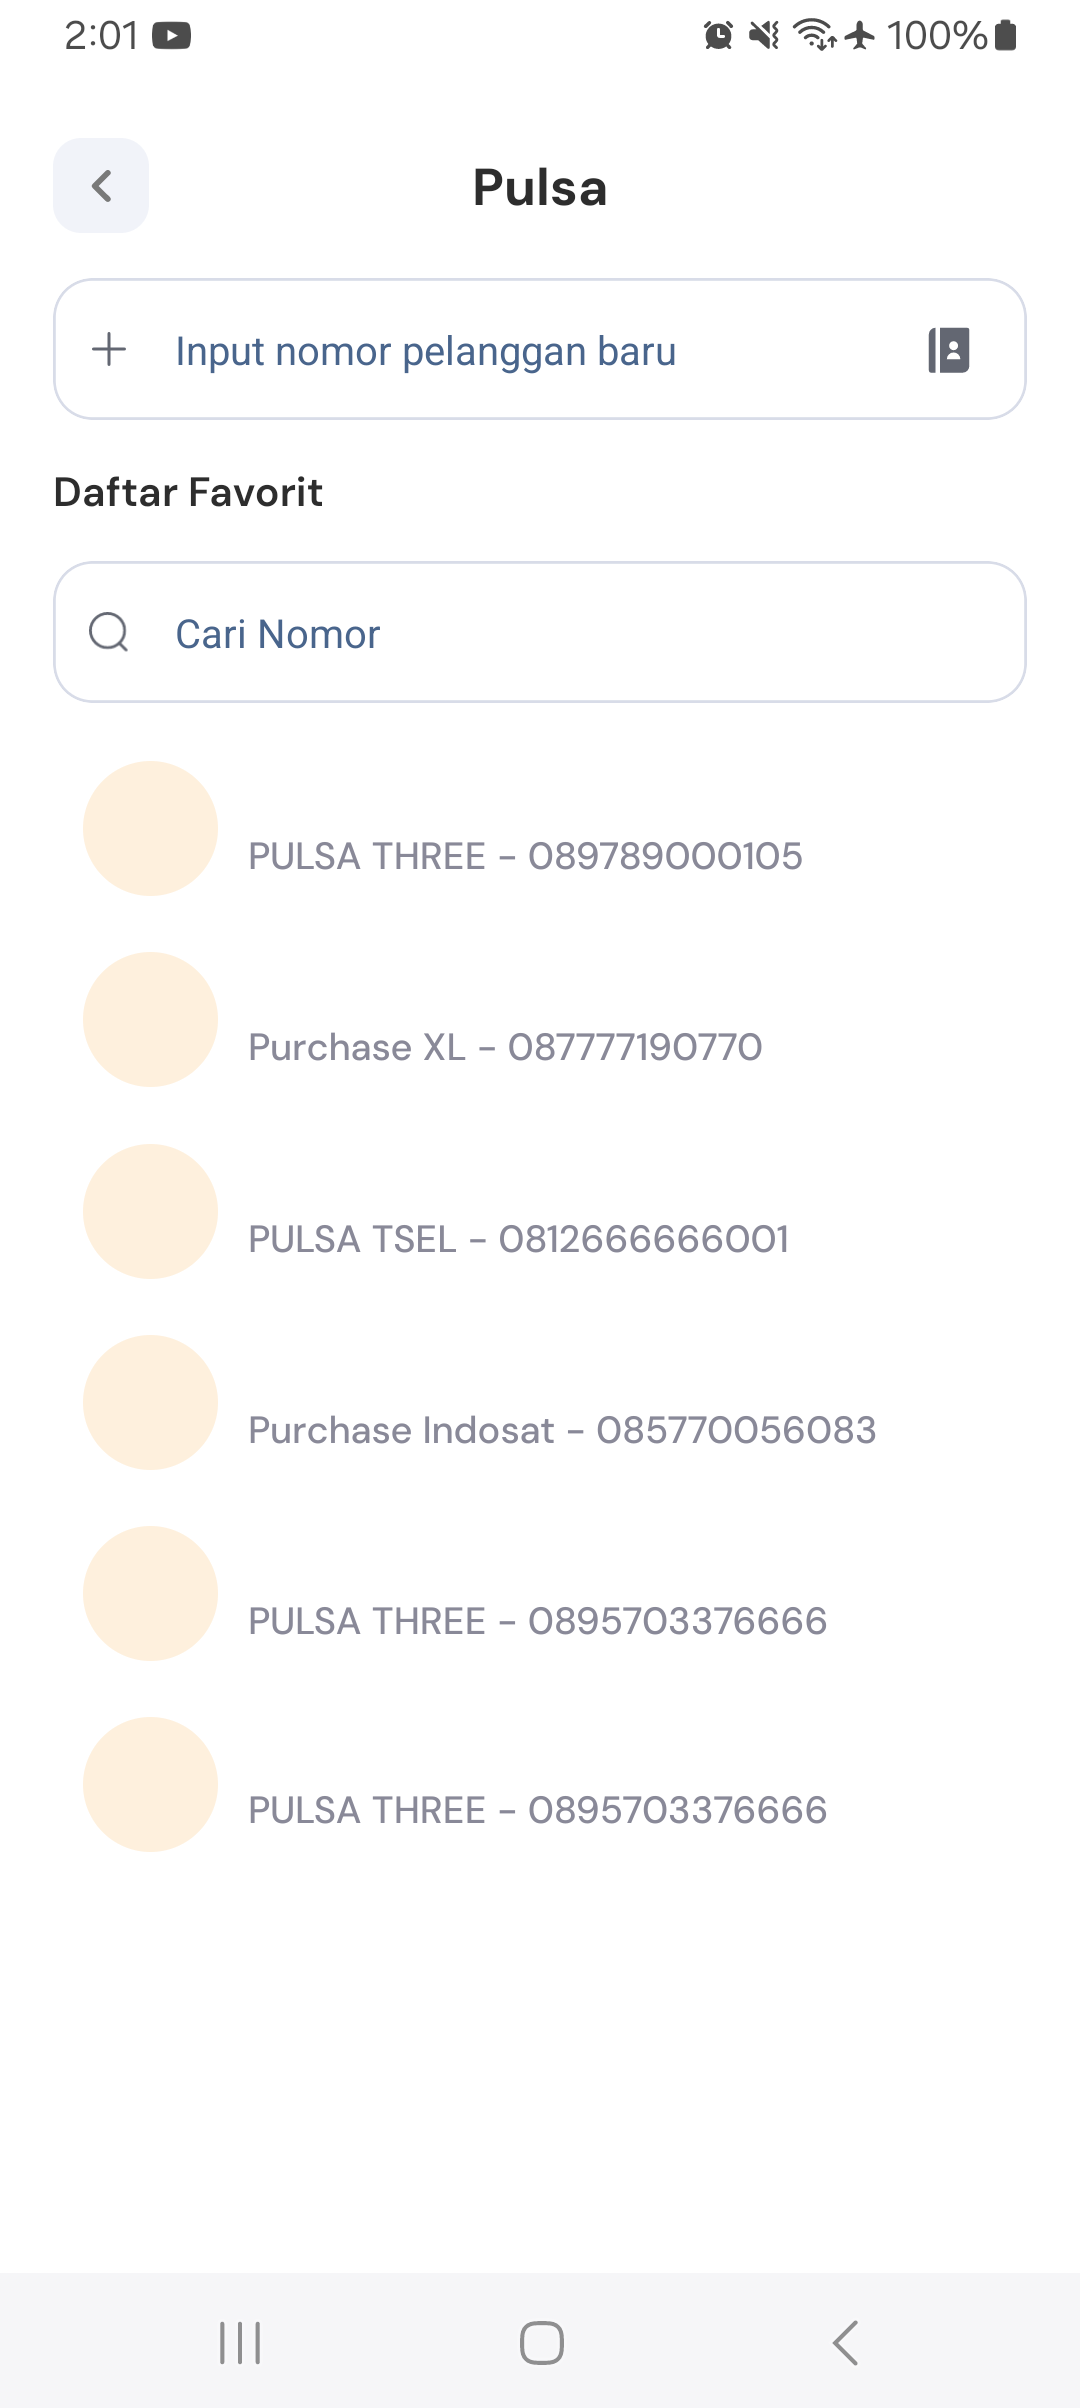 2:01
100%
Pulsa
Input nomor pelanggan baru
Daftar Favorit
Cari Nomor
PULSA THREE - 089789000105
Purchase XL - 087777190770
PULSA TSEL - 0812666666001
Purchase Indosat - 085770056083
PULSA THREE - 0895703376666
PULSA THREE - 0895703376666